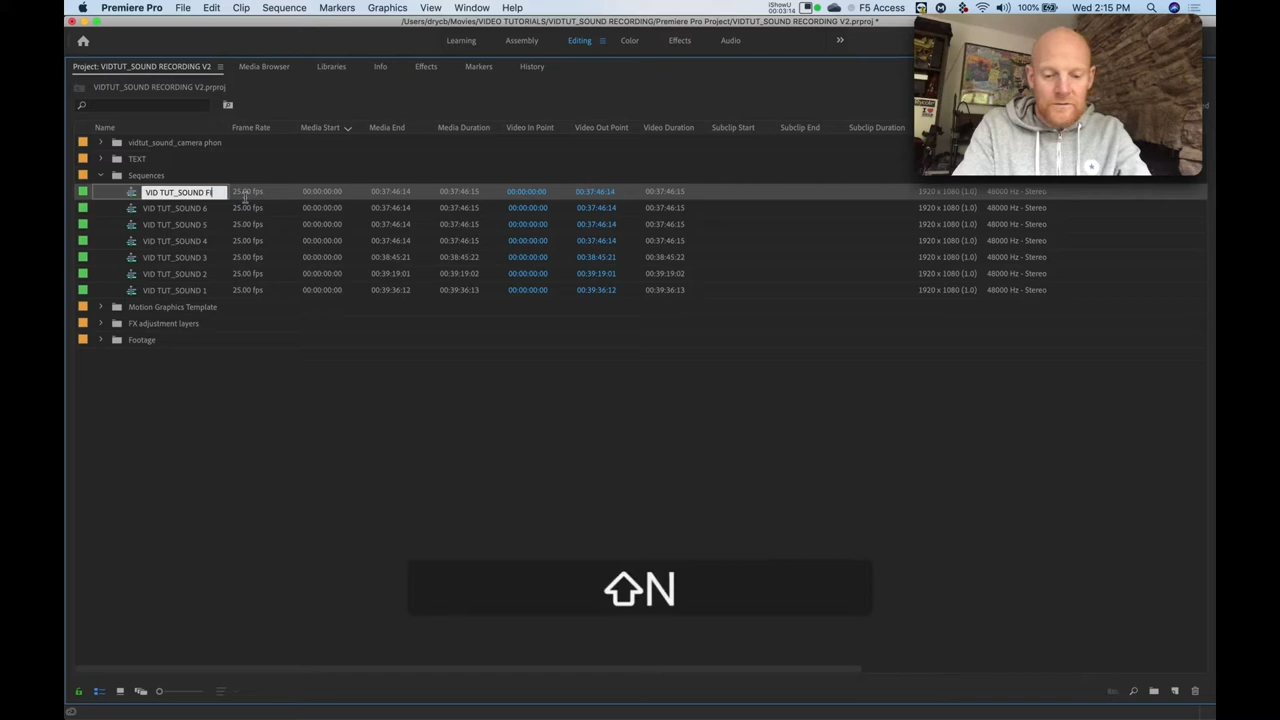 Premiere Pro File Edit Clip Sequence Markers Graphics View Window Help iShowU 00:03:14 F5 Access 100% Wed 2:15 PM
/Users/drycb/Movies/VIDEO TUTORIALS/VIDTUT_SOUND RECORDING/Premiere Pro Project/VIDTUT_SOUND RECORDING V2.prproj *
Learning Assembly Editing Color Effects Audio
Project: VIDTUT_SOUND RECORDING V2 Media Browser Libraries Info Effects Markers History
VIDTUT_SOUND RECORDING V2.prproj
Name Frame Rate Media Start Media End Media Duration Video In Point Video Out Point Video Duration Subclip Start Subclip End Subclip Duration
vidtut_sound_camera phon
TEXT
Sequences
VID TUT_SOUND FI 25.00 fps 00:00:00:00 00:37:46:14 00:37:46:15 00:00:00:00 00:37:46:14 00:37:46:15 1920 x 1080 (1.0) 48000 Hz - Stereo
VID TUT_SOUND 6 25.00 fps 00:00:00:00 00:37:46:14 00:37:46:15 00:00:00:00 00:37:46:14 00:37:46:15 1920 x 1080 (1.0) 48000 Hz - Stereo
VID TUT_SOUND 5 25.00 fps 00:00:00:00 00:37:46:14 00:37:46:15 00:00:00:00 00:37:46:14 00:37:46:15 1920 x 1080 (1.0) 48000 Hz - Stereo
VID TUT_SOUND 4 25.00 fps 00:00:00:00 00:37:46:14 00:37:46:15 00:00:00:00 00:37:46:14 00:37:46:15 1920 x 1080 (1.0) 48000 Hz - Stereo
VID TUT_SOUND 3 25.00 fps 00:00:00:00 00:38:45:21 00:38:45:22 00:00:00:00 00:38:45:21 00:38:45:22 1920 x 1080 (1.0) 48000 Hz - Stereo
VID TUT_SOUND 2 25.00 fps 00:00:00:00 00:39:19:01 00:39:19:02 00:00:00:00 00:39:19:01 00:39:19:02 1920 x 1080 (1.0) 48000 Hz - Stereo
VID TUT_SOUND 1 25.00 fps 00:00:00:00 00:39:36:12 00:39:36:13 00:00:00:00 00:39:36:12 00:39:36:13 1920 x 1080 (1.0) 48000 Hz - Stereo
Motion Graphics Template
FX adjustment layers
Footage
⇧N